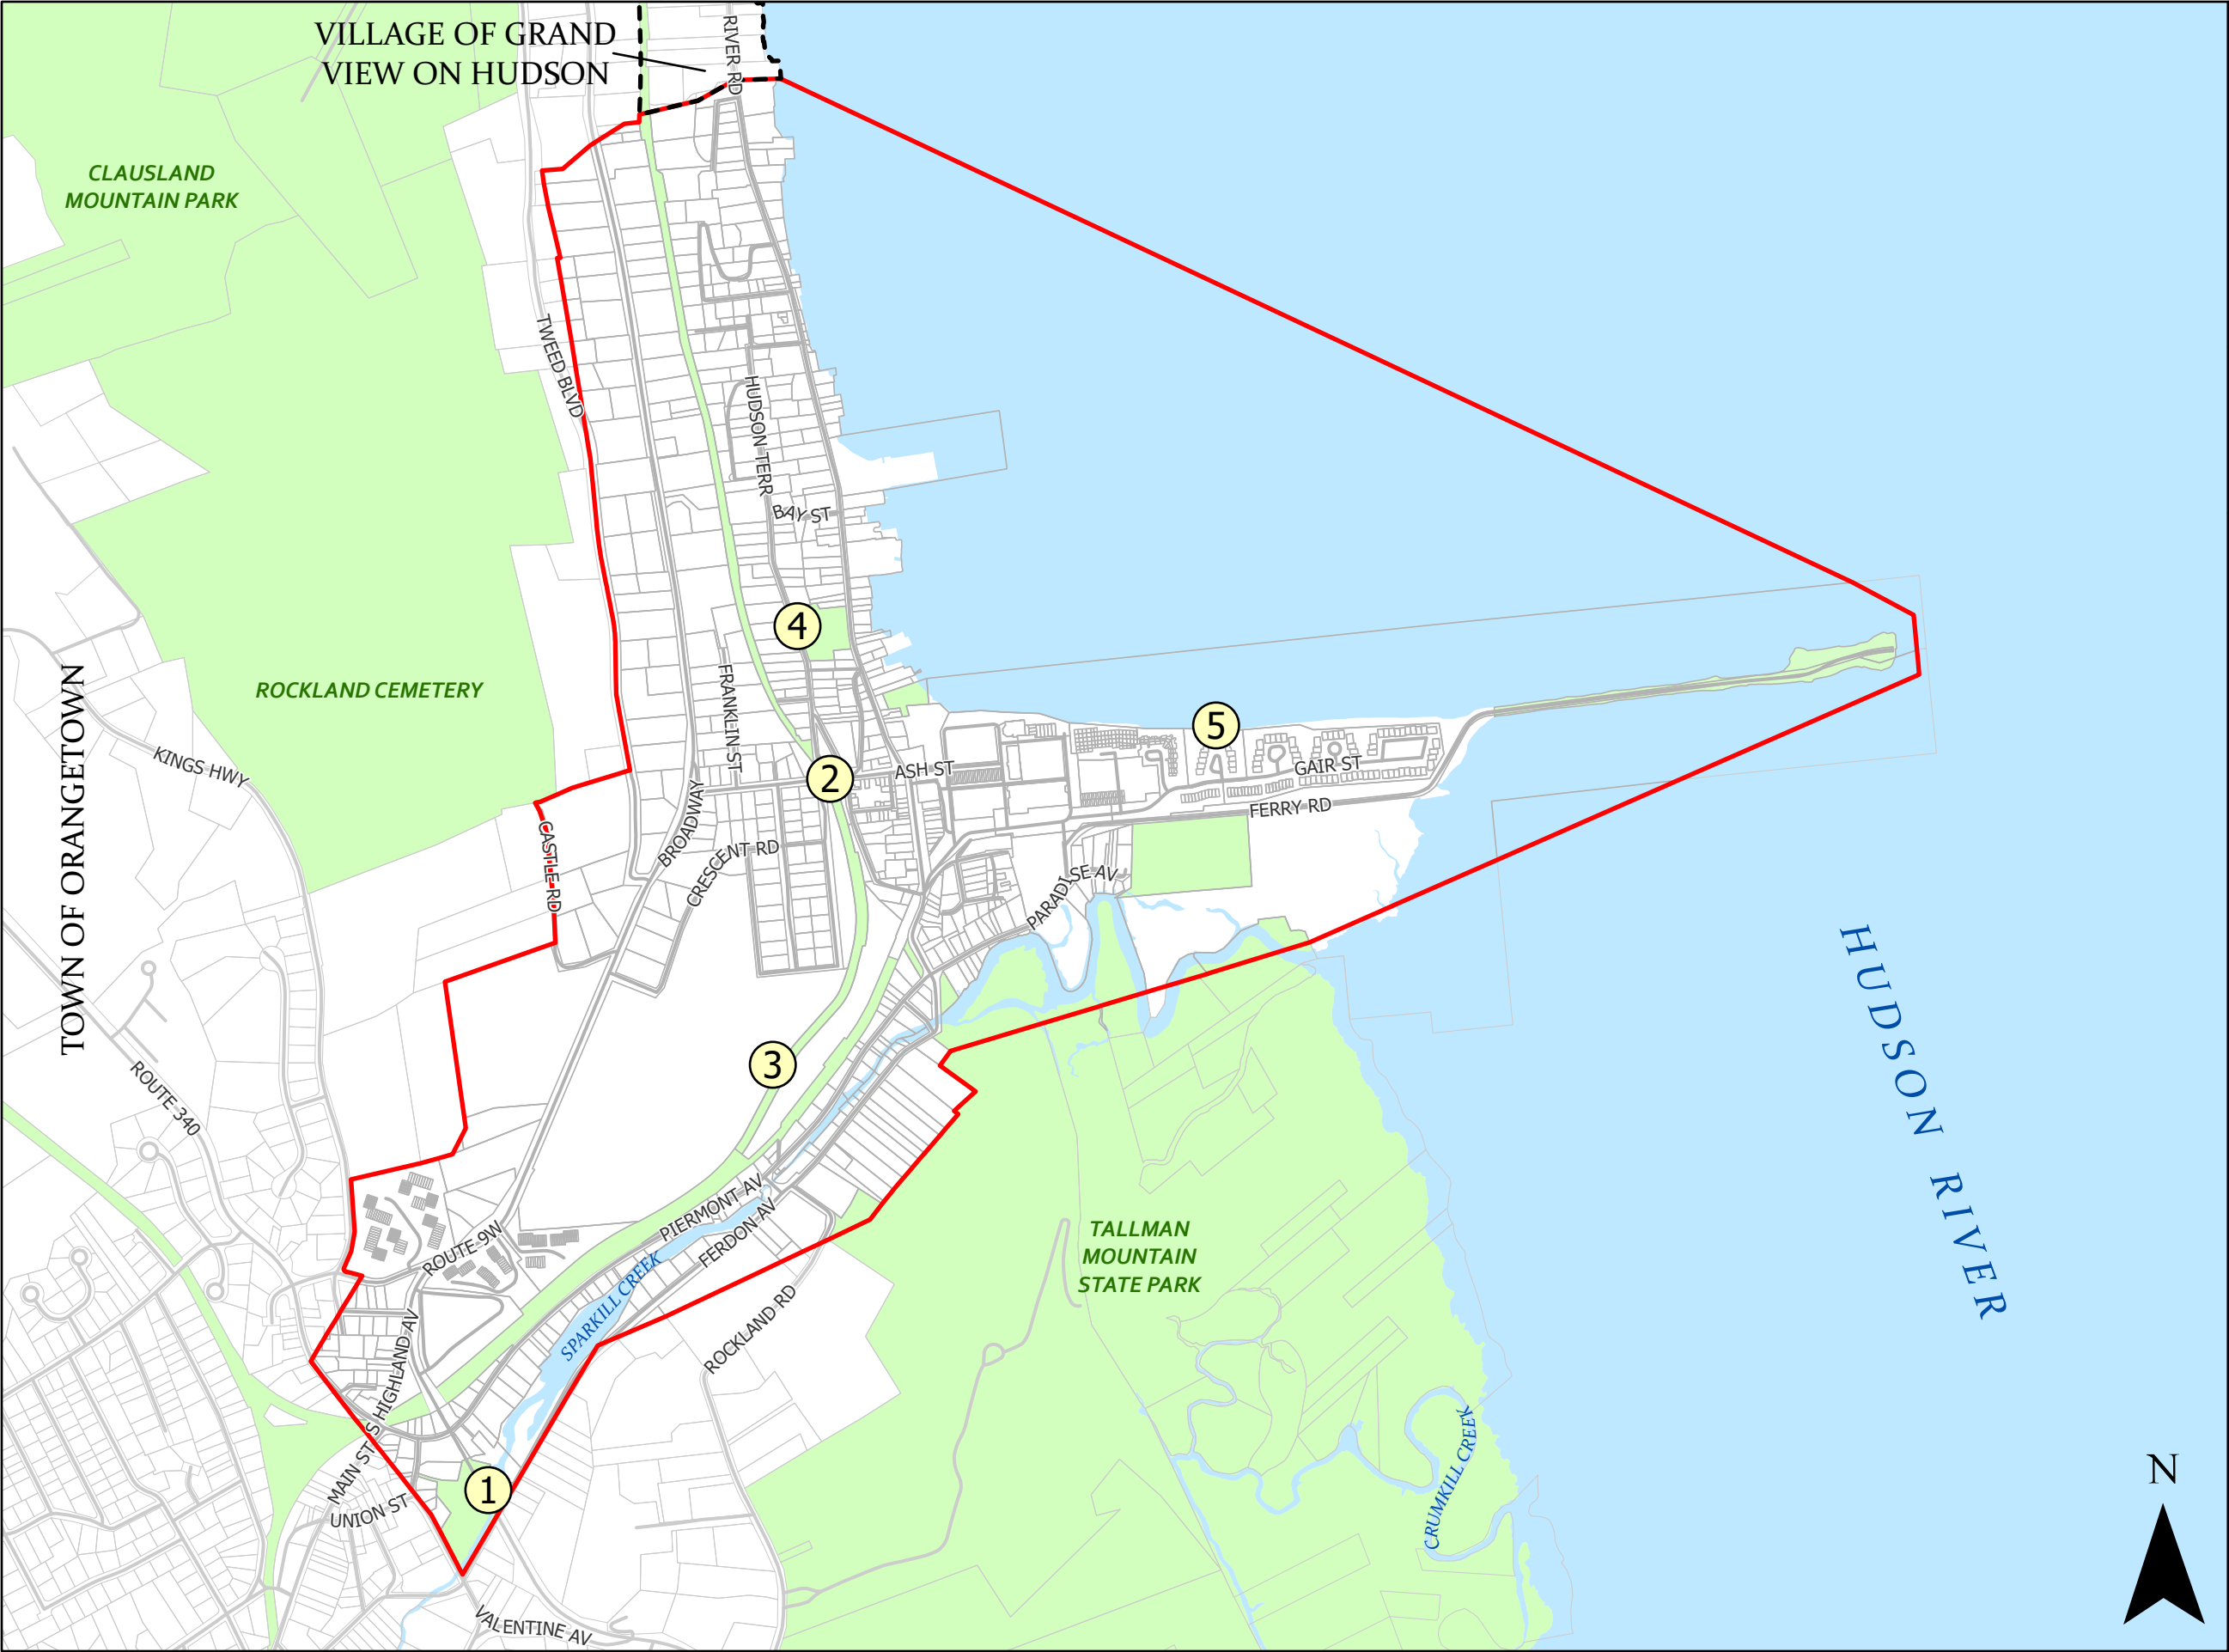 VILLAGE OF GRAND
VIEW ON HUDSON
RIVER RD
CLAUSLAND
MOUNTAIN PARK
TWEED BLVD
HUDSON TERR
BAY ST
4
ROCKLAND CEMETERY
TOWN OF ORANGETOWN
FRANKLIN ST
5
KINGS HWY
2
ASH ST
GAIR ST
FERRY RD
CASTLE RD
BROADWAY
CRESCENT RD
PARADISE AV
HUDSON RIVER
3
ROUTE 340
PIERMONT AV
FERDON AV
ROUTE 9W
SPARKILL CREEK
TALLMAN
MOUNTAIN
STATE PARK
ROCKLAND RD
S HIGHLAND AV
MAIN ST
UNION ST
1
CRUMKILL CREEK
N
VALENTINE AV